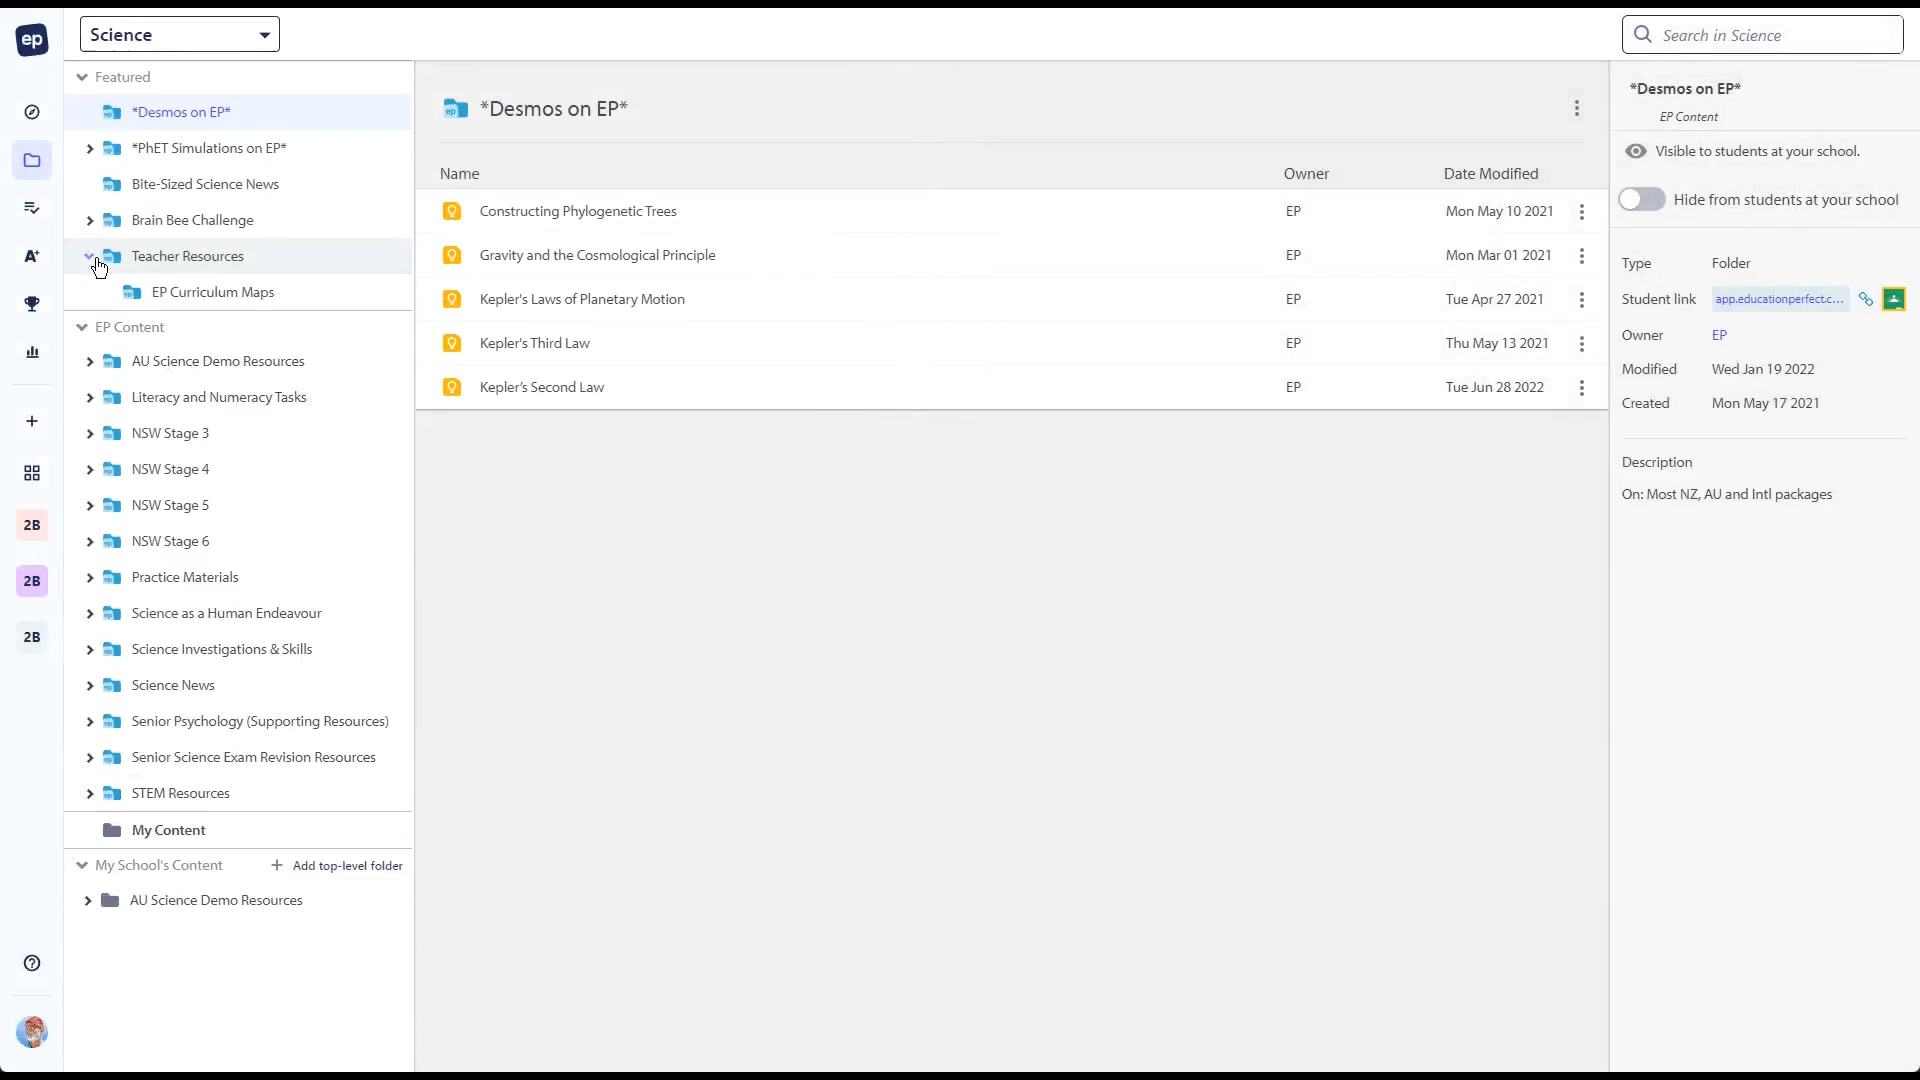 ep
Science
Search in Science
Featured
*Desmos on EP*
*PhET Simulations on EP*
Bite-Sized Science News
Brain Bee Challenge
Teacher Resources
EP Curriculum Maps
EP Content
AU Science Demo Resources
Literacy and Numeracy Tasks
NSW Stage 3
NSW Stage 4
NSW Stage 5
NSW Stage 6
Practice Materials
Science as a Human Endeavour
Science Investigations & Skills
Science News
Senior Psychology (Supporting Resources)
Senior Science Exam Revision Resources
STEM Resources
My Content
My School's Content + Add top-level folder
AU Science Demo Resources
A+
2B
2B
2B
*Desmos on EP*
Name Owner Date Modified
Constructing Phylogenetic Trees EP Mon May 10 2021
Gravity and the Cosmological Principle EP Mon Mar 01 2021
Kepler's Laws of Planetary Motion EP Tue Apr 27 2021
Kepler's Third Law EP Thu May 13 2021
Kepler’s Second Law EP Tue Jun 28 2022
*Desmos on EP*
EP Content
Visible to students at your school.
Hide from students at your school
Type Folder
Student link app.educationperfect.c...
Owner EP
Modified Wed Jan 19 2022
Created Mon May 17 2021
Description
On: Most NZ, AU and Intl packages